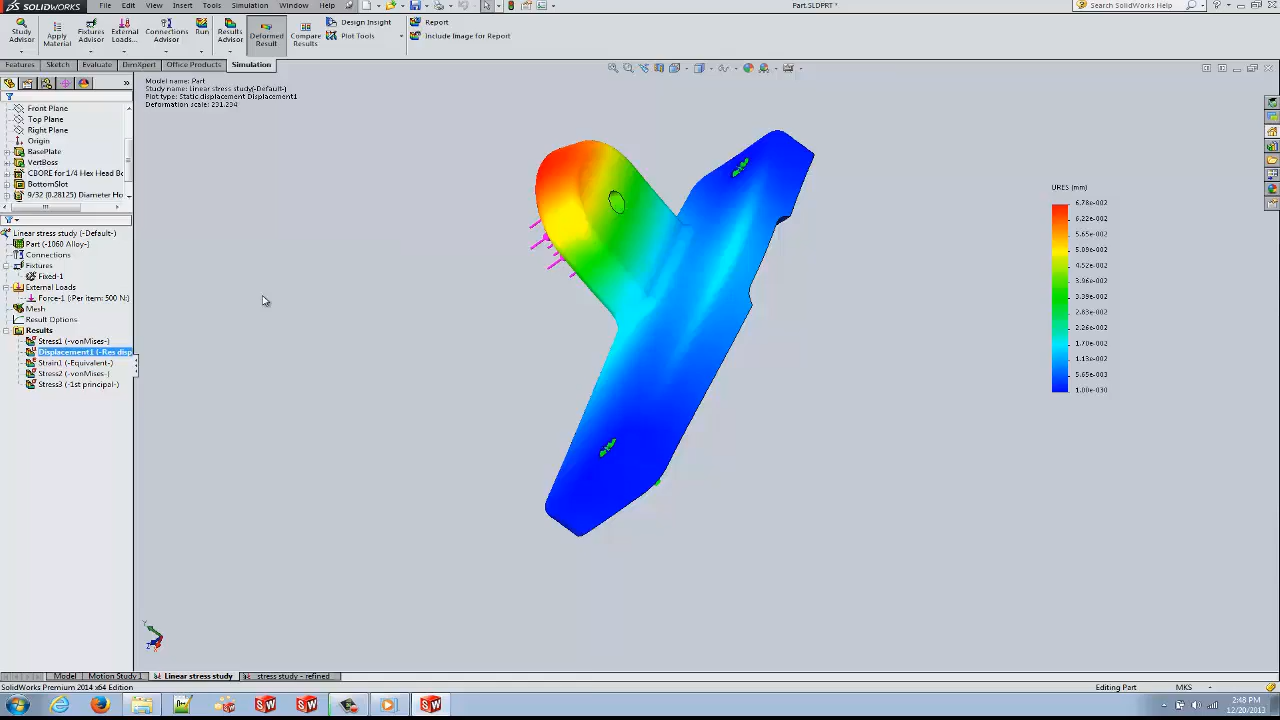 SOLIDWORKS File Edit View Insert Tools Simulation Window Help Part.SLDPRT * Search SolidWorks Help
Study Advisor
Apply Material
Fixtures Advisor
External Loads...
Connections Advisor
Run
Results Advisor
Deformed Result
Compare Results
Design Insight
Plot Tools
Report
Include Image for Report
Features Sketch Evaluate DimXpert Office Products Simulation
Model name: Part
Study name: Linear stress study(-Default-)
Plot type: Static displacement Displacement1
Deformation scale: 231.234
Front Plane
Top Plane
Right Plane
Origin
BasePlate
VertBoss
CBORE for 1/4 Hex Head Bo
BottomSlot
9/32 (0.28125) Diameter Ho
Linear stress study (-Default-)
Part (-1060 Alloy-)
Connections
Fixtures
Fixed-1
External Loads
Force-1 (:Per item: 500 N:)
Mesh
Result Options
Results
Stress1 (-vonMises-)
Displacement1 (-Res disp
Strain1 (-Equivalent-)
Stress2 (-vonMises-)
Stress3 (-1st principal-)
URES (mm)
6.78e-002
6.22e-002
5.65e-002
5.09e-002
4.52e-002
3.96e-002
3.39e-002
2.83e-002
2.26e-002
1.70e-002
1.13e-002
5.65e-003
1.00e-030
Y
Z
Model Motion Study 1 Linear stress study stress study - refined
SolidWorks Premium 2014 x64 Edition Editing Part MKS -
2:48 PM
12/20/2013